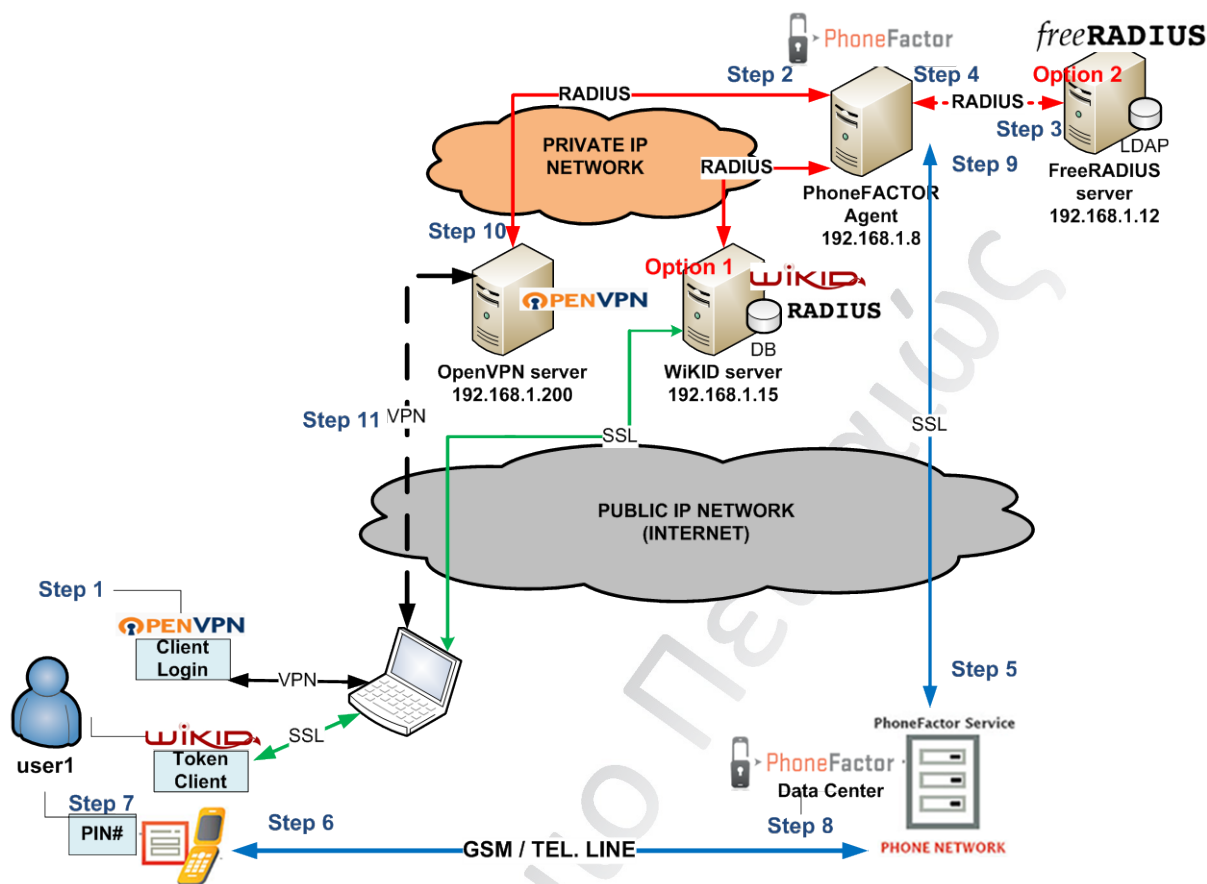 PhoneFactor
freeRADIUS
Step 2
Step 4
Option 2
RADIUS
RADIUS
Step 3
LDAP
PRIVATE IP
NETWORK
RADIUS
Step 9
FreeRADIUS
server
192.168.1.12
PhoneFACTOR
Agent
192.168.1.8
Step 10
Option 1
WiKID
OPENVPN
RADIUS
DB
OpenVPN server
192.168.1.200
WiKID server
192.168.1.15
Step 11
VPN
SSL
SSL
PUBLIC IP NETWORK
(INTERNET)
Step 1
OPENVPN
Client
Login
VPN
Step 5
PhoneFactor Service
user1
WiKID
SSL
Token
Client
PhoneFactor
Data Center
Step 7
PIN#
Step 6
Step 8
GSM / TEL. LINE
PHONE NETWORK